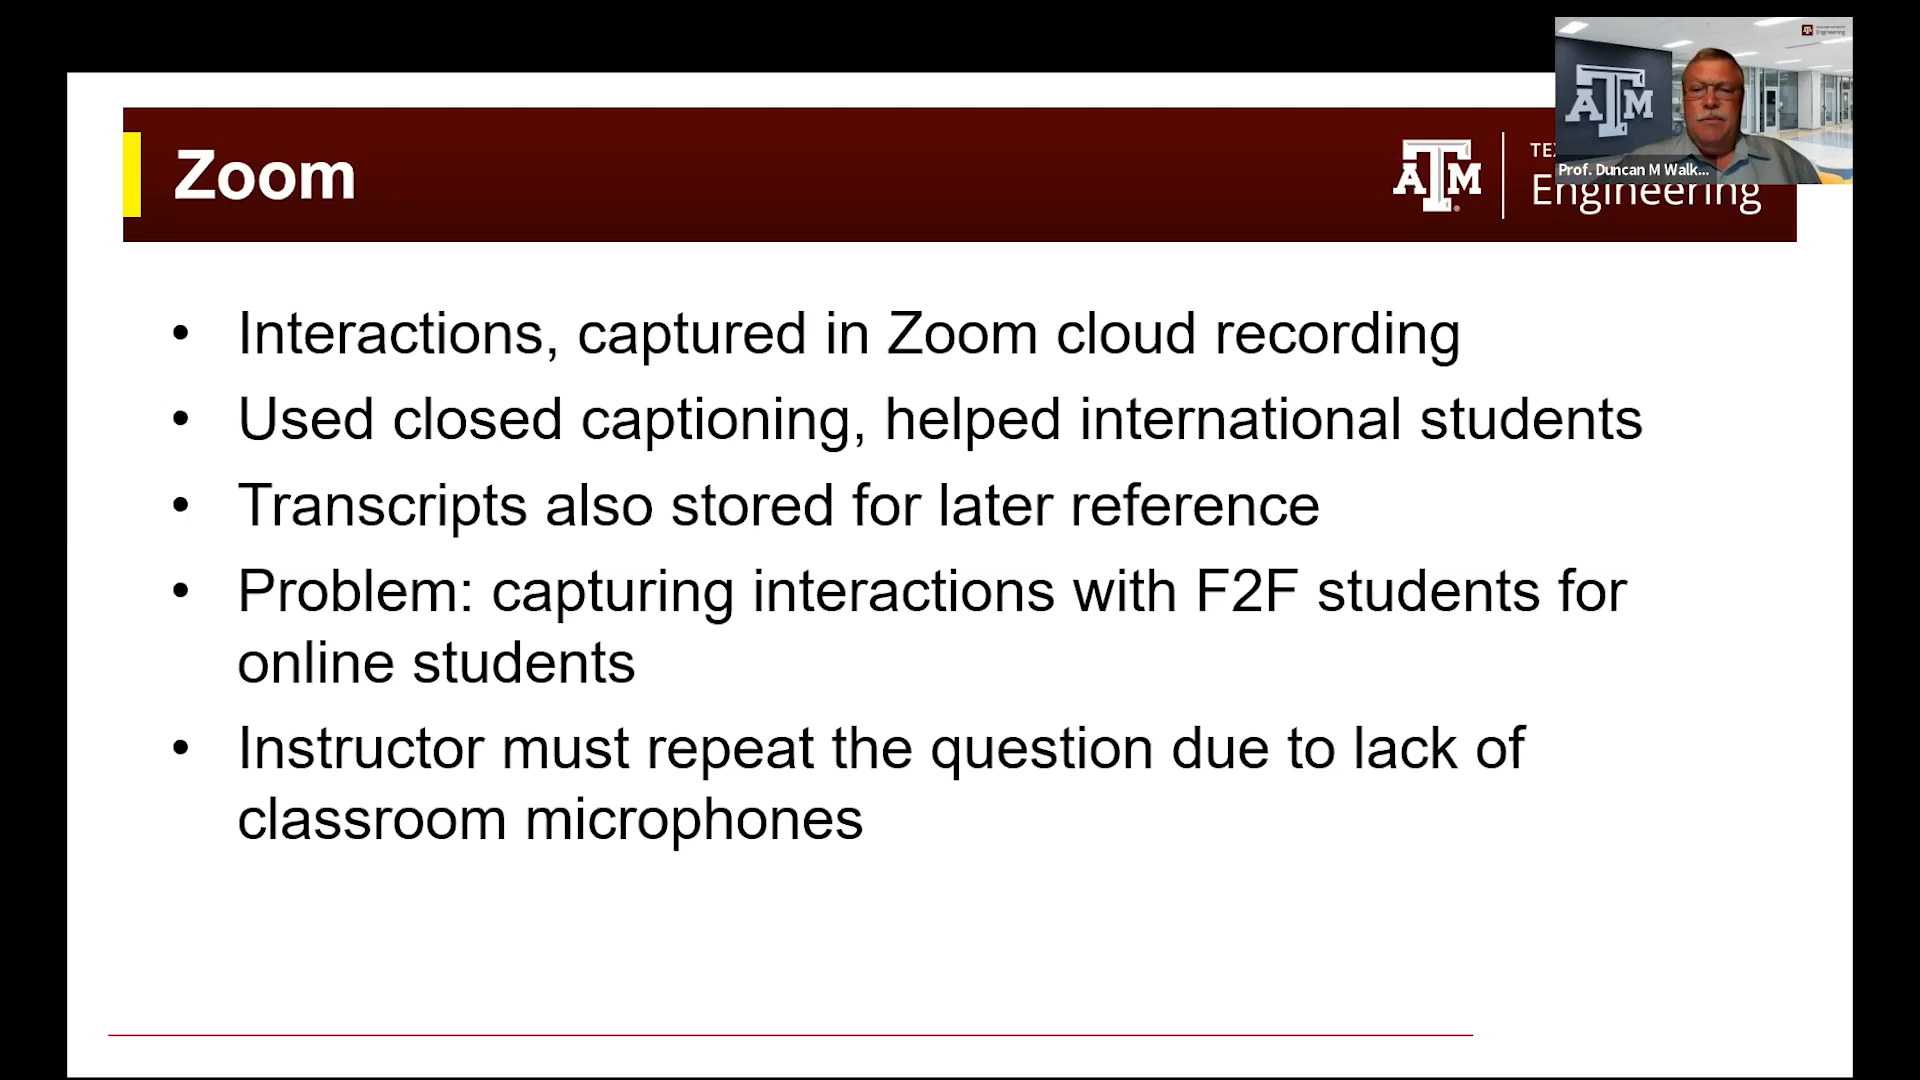 Zoom
Engineering
Prof. Duncan M Walk...
• Interactions, captured in Zoom cloud recording
• Used closed captioning, helped international students
• Transcripts also stored for later reference
• Problem: capturing interactions with F2F students for
online students
• Instructor must repeat the question due to lack of
classroom microphones